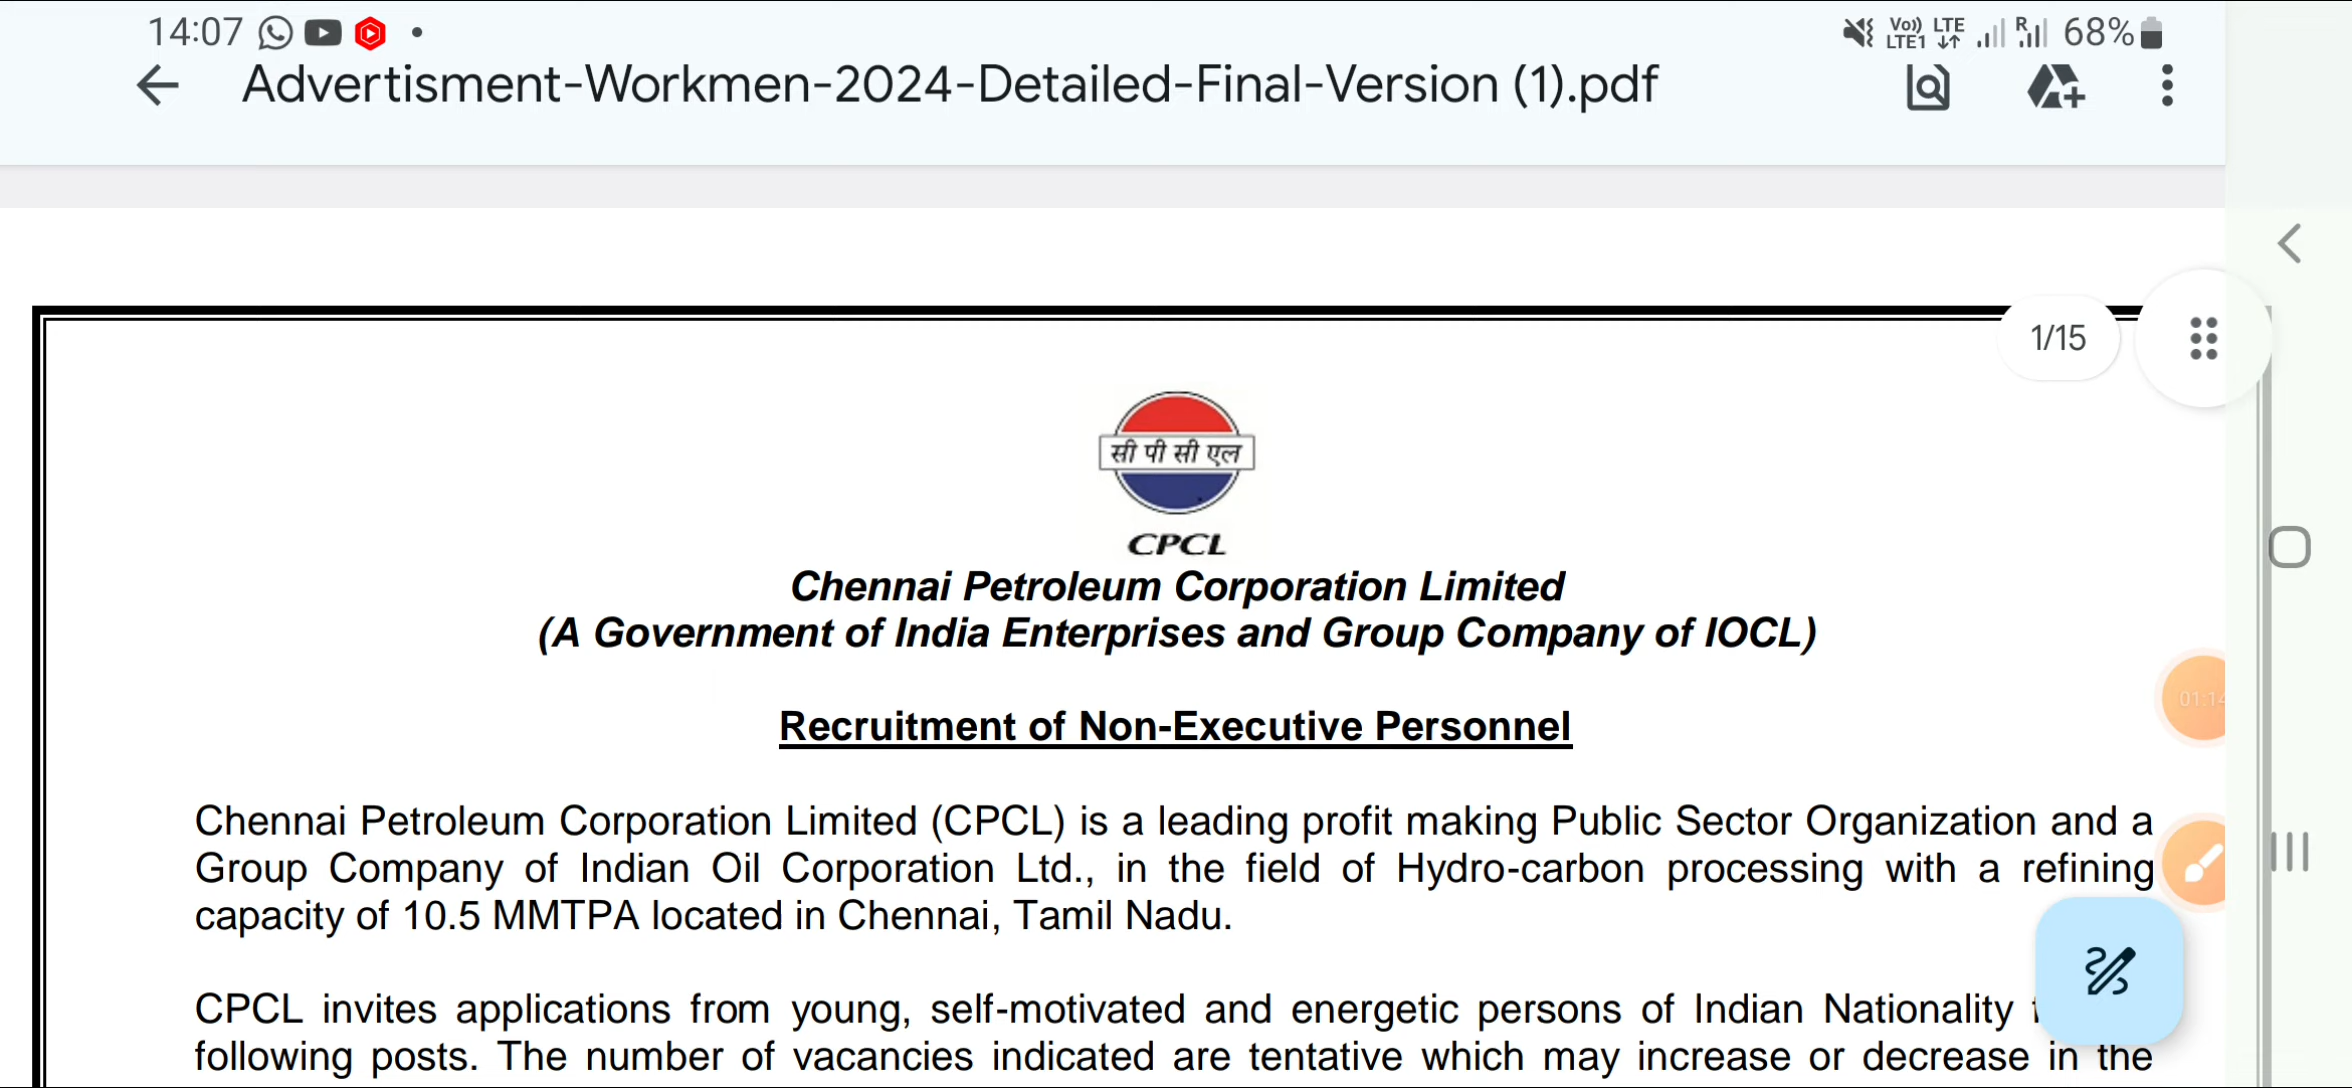 14:07
Vo)) LTE
LTE1
R
68%
Advertisment-Workmen-2024-Detailed-Final-Version (1).pdf
1/15
सी पी सी एल
CPCL
Chennai Petroleum Corporation Limited
(A Government of India Enterprises and Group Company of IOCL)
01:14
Recruitment of Non-Executive Personnel
Chennai Petroleum Corporation Limited (CPCL) is a leading profit making Public Sector Organization and a
Group Company of Indian Oil Corporation Ltd., in the field of Hydro-carbon processing with a refining
capacity of 10.5 MMTPA located in Chennai, Tamil Nadu.
CPCL invites applications from young, self-motivated and energetic persons of Indian Nationality
following posts. The number of vacancies indicated are tentative which may increase or decrease in the